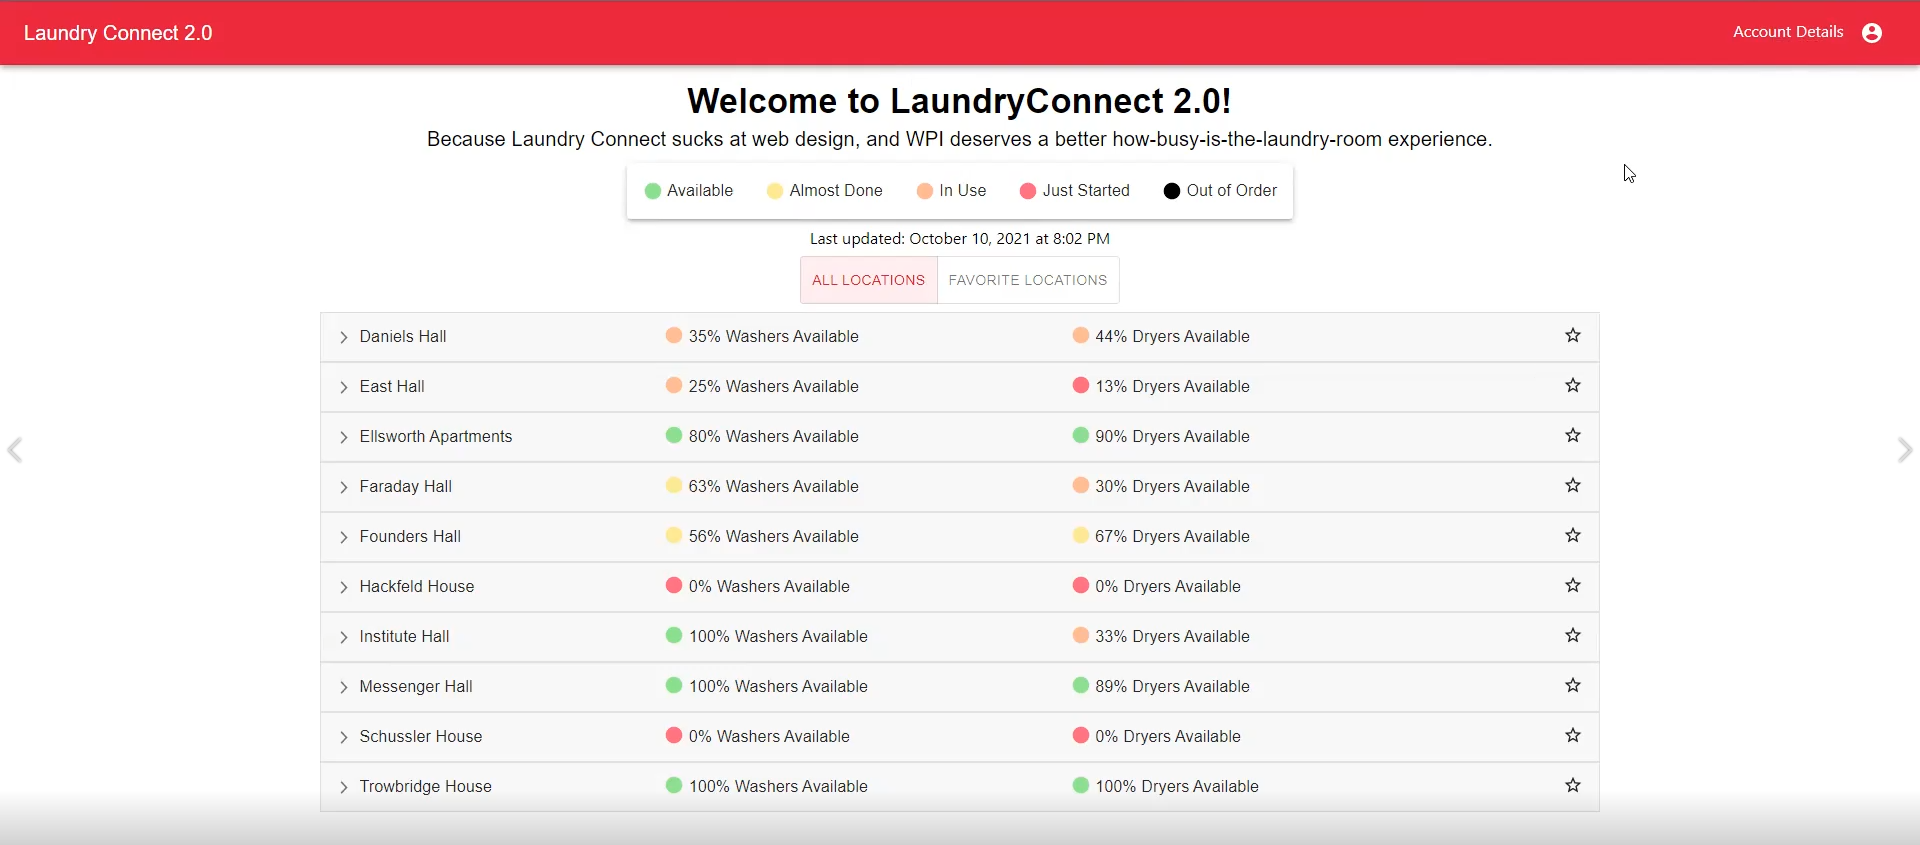 Laundry Connect 2.0
Account Details
Welcome to LaundryConnect 2.0!
Because Laundry Connect sucks at web design, and WPI deserves a better how-busy-is-the-laundry-room experience.
Available Almost Done In Use Just Started Out of Order
Last updated: October 10, 2021 at 8:02 PM
ALL LOCATIONS FAVORITE LOCATIONS
Daniels Hall 35% Washers Available 44% Dryers Available
East Hall 25% Washers Available 13% Dryers Available
Ellsworth Apartments 80% Washers Available 90% Dryers Available
Faraday Hall 63% Washers Available 30% Dryers Available
Founders Hall 56% Washers Available 67% Dryers Available
Hackfeld House 0% Washers Available 0% Dryers Available
Institute Hall 100% Washers Available 33% Dryers Available
Messenger Hall 100% Washers Available 89% Dryers Available
Schussler House 0% Washers Available 0% Dryers Available
Trowbridge House 100% Washers Available 100% Dryers Available